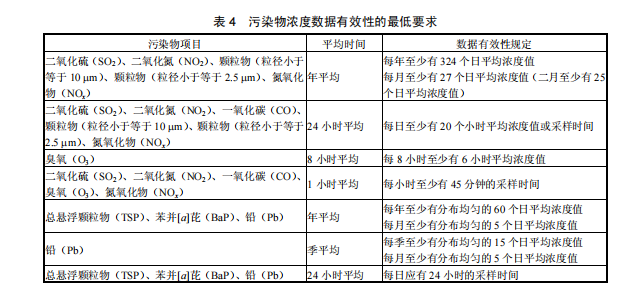 表 4 污染物浓度数据有效性的最低要求
污染物项目 平均时间 数据有效性规定
二氧化硫（SO₂）、二氧化氮（NO₂）、颗粒物（粒径小于
等于 10 μm）、颗粒物（粒径小于等于 2.5 μm）、氮氧化
物（NOₓ）
年平均
每年至少有 324 个日平均浓度值
每月至少有 27 个日平均浓度值（二月至少有 25
个日平均浓度值）
二氧化硫（SO₂）、二氧化氮（NO₂）、一氧化碳（CO）、
颗粒物（粒径小于等于 10 μm）、颗粒物（粒径小于等于
2.5 μm）、氮氧化物（NOₓ）
24 小时平均
每日至少有 20 个小时平均浓度值或采样时间
臭氧（O₃） 8 小时平均 每 8 小时至少有 6 小时平均浓度值
二氧化硫（SO₂）、二氧化氮（NO₂）、一氧化碳（CO）、
臭氧（O₃）、氮氧化物（NOₓ）
1 小时平均
每小时至少有 45 分钟的采样时间
总悬浮颗粒物（TSP）、苯并[a]芘（BaP）、铅（Pb）
年平均
每年至少有分布均匀的 60 个日平均浓度值
每月至少有分布均匀的 5 个日平均浓度值
铅（Pb）
季平均
每季至少有分布均匀的 15 个日平均浓度值
每月至少有分布均匀的 5 个日平均浓度值
总悬浮颗粒物（TSP）、苯并[a]芘（BaP）、铅（Pb） 24 小时平均 每日应有 24 小时的采样时间